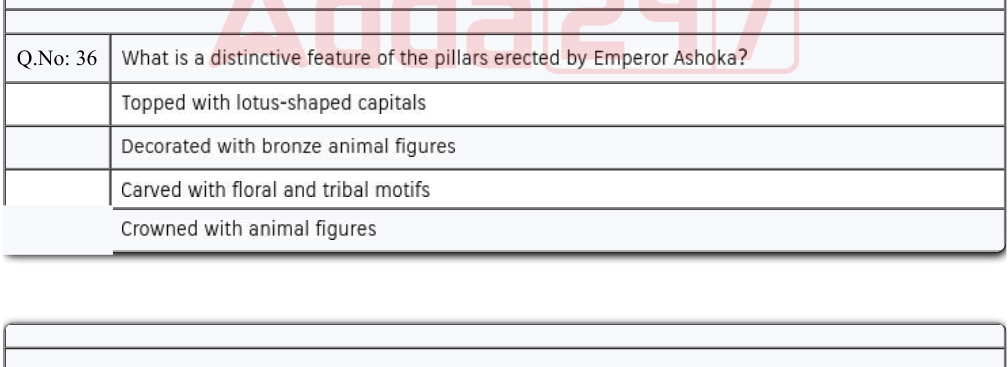 Adda247
Q.No: 36 What is a distinctive feature of the pillars erected by Emperor Ashoka?
Topped with lotus-shaped capitals
Decorated with bronze animal figures
Carved with floral and tribal motifs
Crowned with animal figures